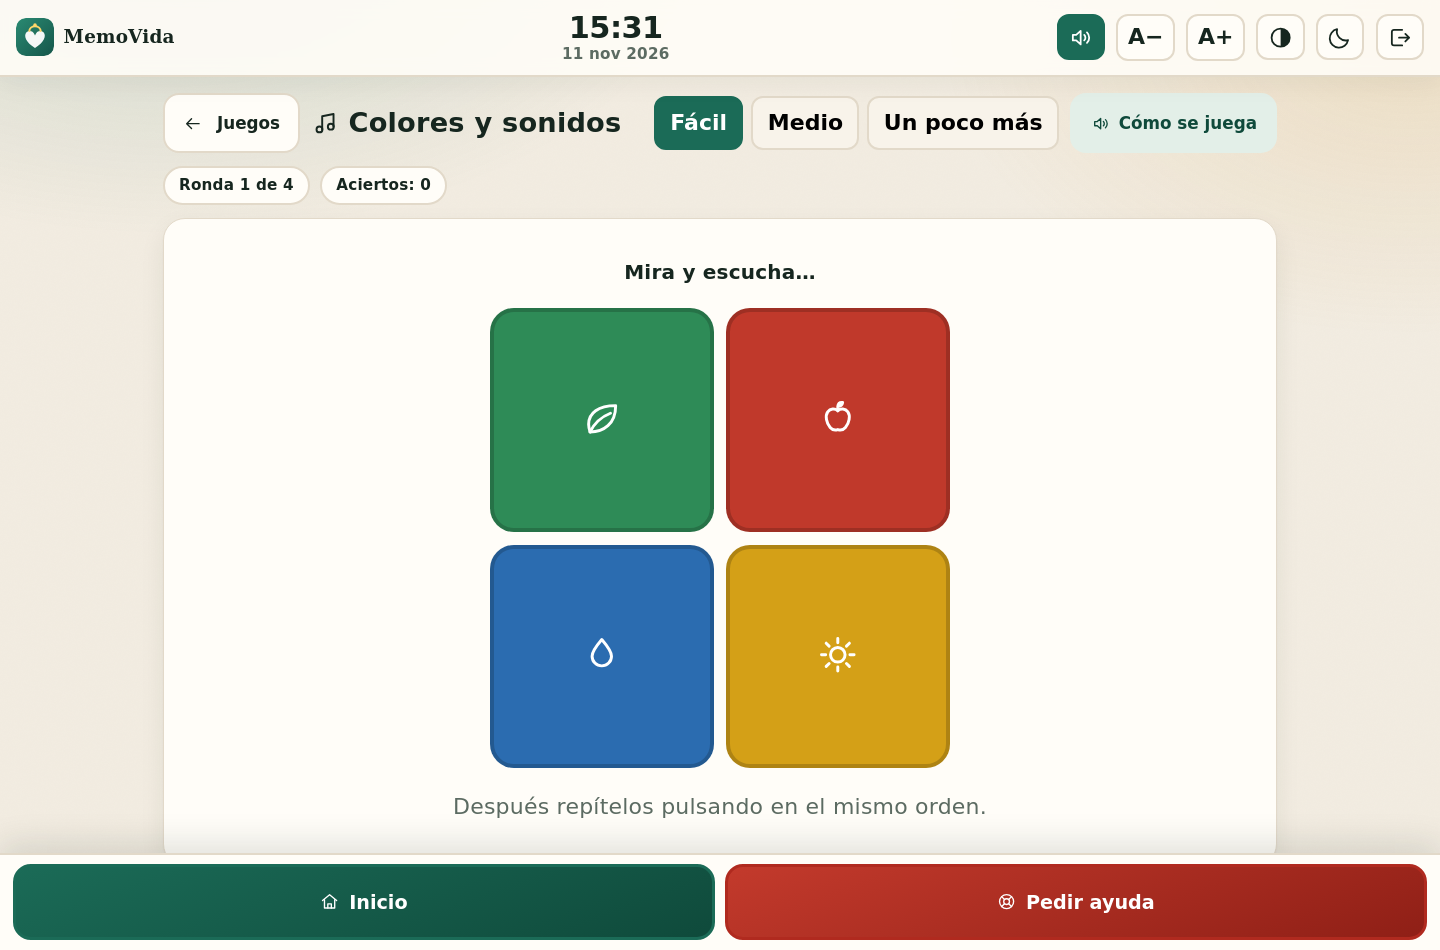 MemoVida
15:31
11 nov 2026
A−
A+
Juegos
Colores y sonidos
Fácil
Medio
Un poco más
Cómo se juega
Ronda 1 de 4
Aciertos: 0
Mira y escucha…
Después repítelos pulsando en el mismo orden.
Inicio
Pedir ayuda